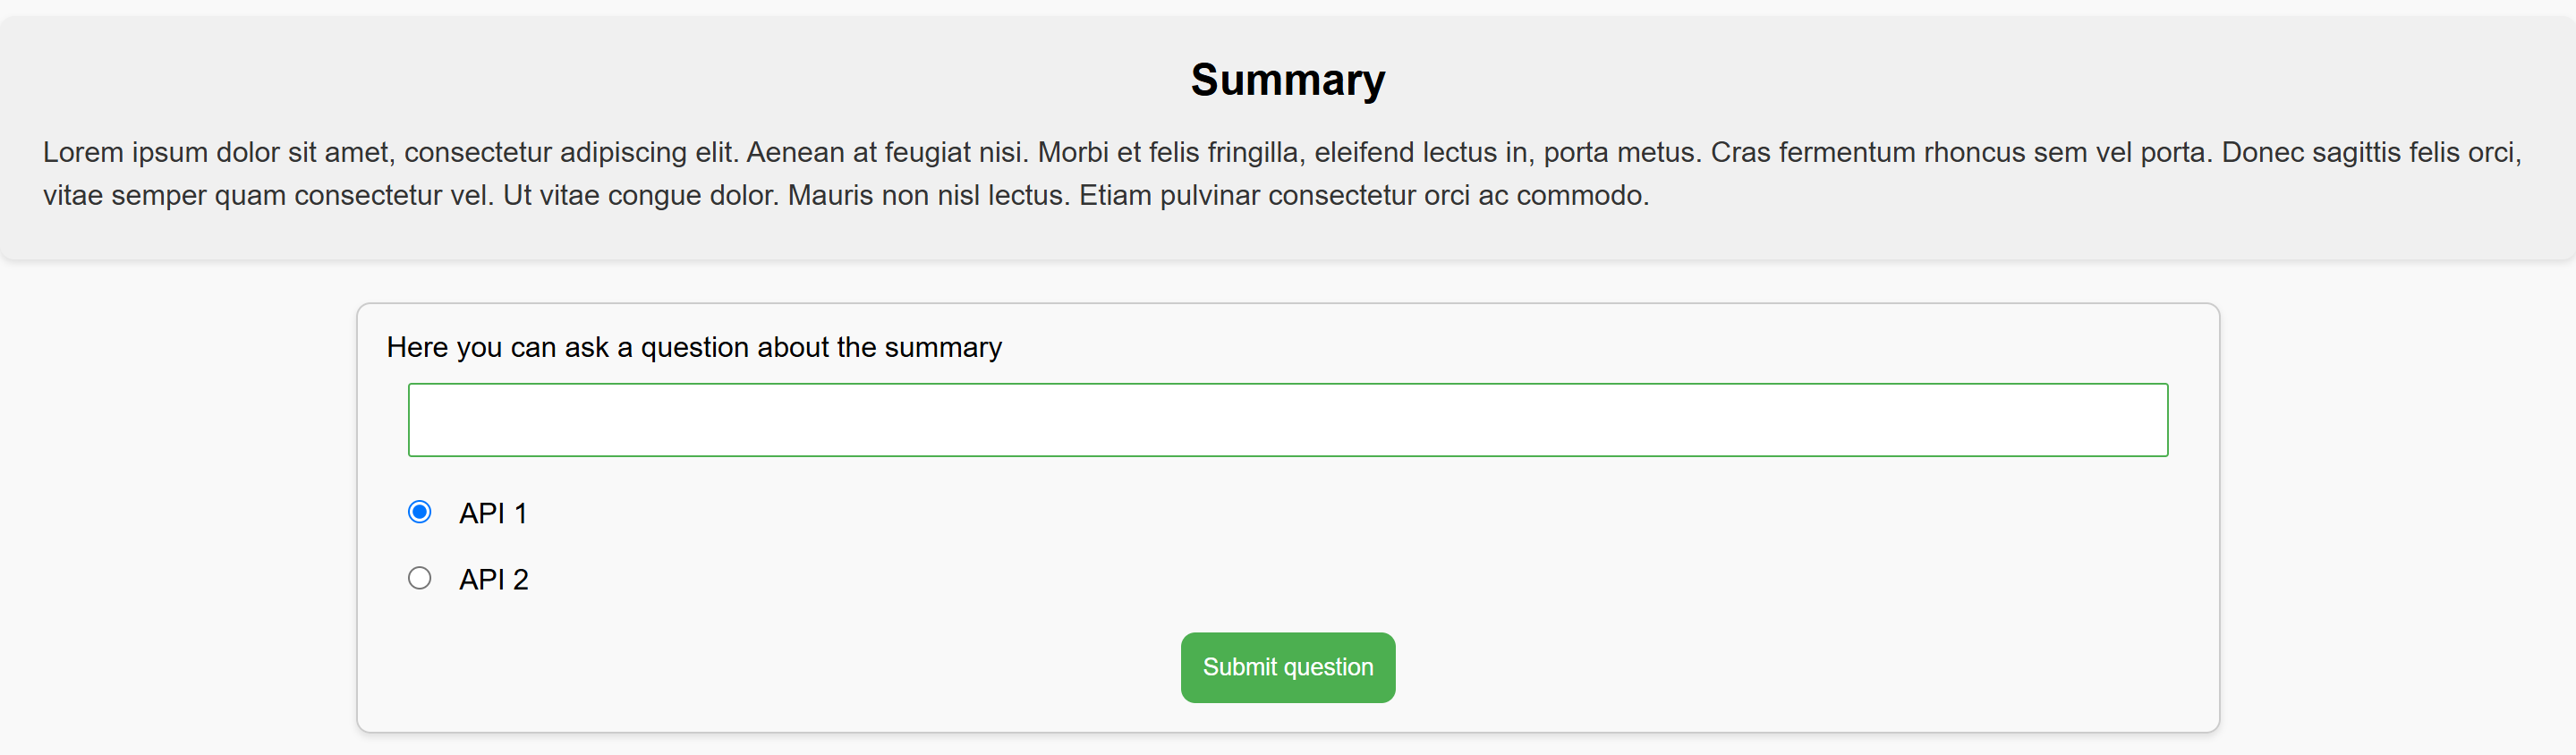 Summary
Lorem ipsum dolor sit amet, consectetur adipiscing elit. Aenean at feugiat nisi. Morbi et felis fringilla, eleifend lectus in, porta metus. Cras fermentum rhoncus sem vel porta. Donec sagittis felis orci,
vitae semper quam consectetur vel. Ut vitae congue dolor. Mauris non nisl lectus. Etiam pulvinar consectetur orci ac commodo.
Here you can ask a question about the summary
API 1
API 2
Submit question